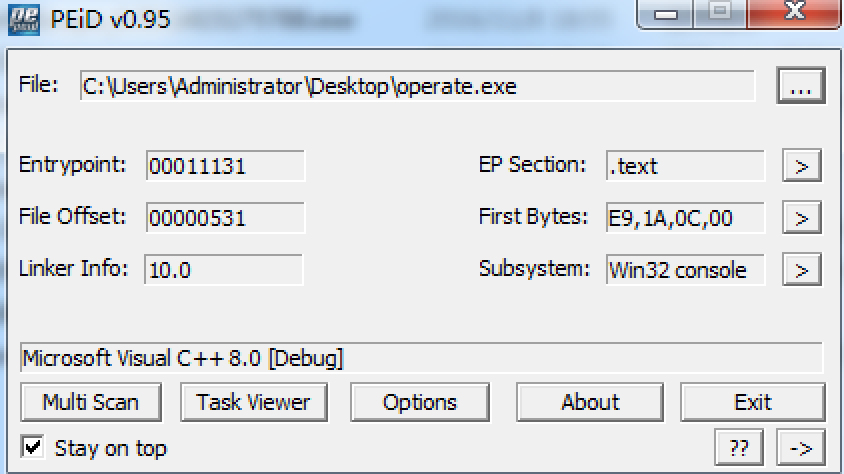 PEiD v0.95
File: C:\Users\Administrator\Desktop\operate.exe ...
Entrypoint: 00011131 EP Section: .text >
File Offset: 00000531 First Bytes: E9,1A,0C,00 >
Linker Info: 10.0 Subsystem: Win32 console >
Microsoft Visual C++ 8.0 [Debug]
Multi Scan Task Viewer Options About Exit
Stay on top ?? ->